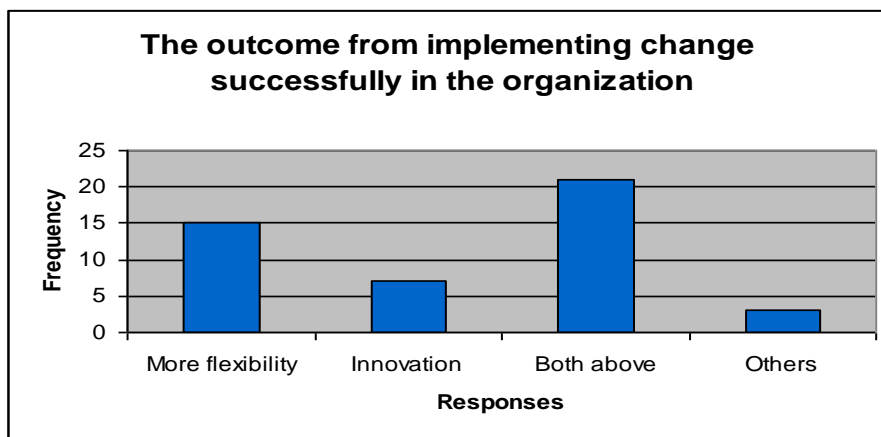 The outcome from implementing change
successfully in the organization
25
20
15
10
5
0
Frequency
More flexibility
Innovation
Both above
Others
Responses